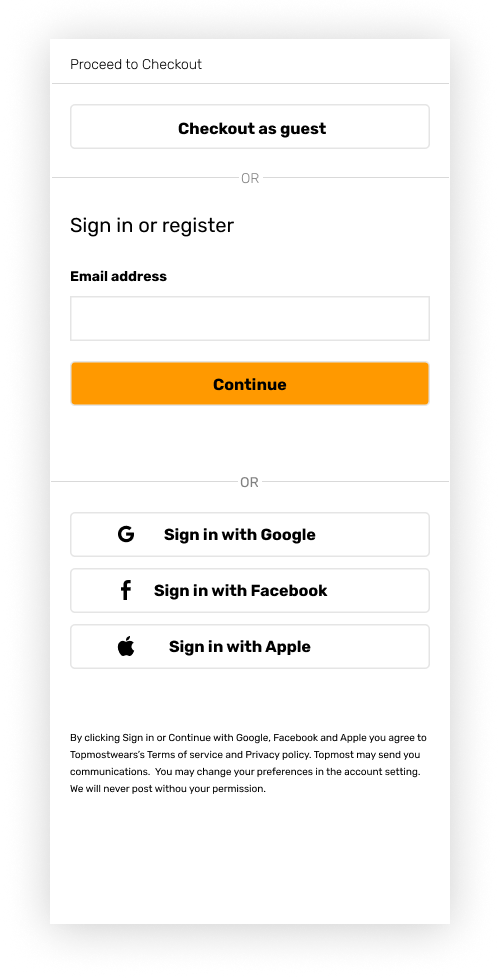 Proceed to Checkout
Checkout as guest
OR
Sign in or register
Email address
Continue
OR
Sign in with Google
Sign in with Facebook
Sign in with Apple
By clicking Sign in or Continue with Google, Facebook and Apple you agree to
Topmostwears's Terms of service and Privacy policy. Topmost may send you
communications.  You may change your preferences in the account setting.
We will never post withou your permission.